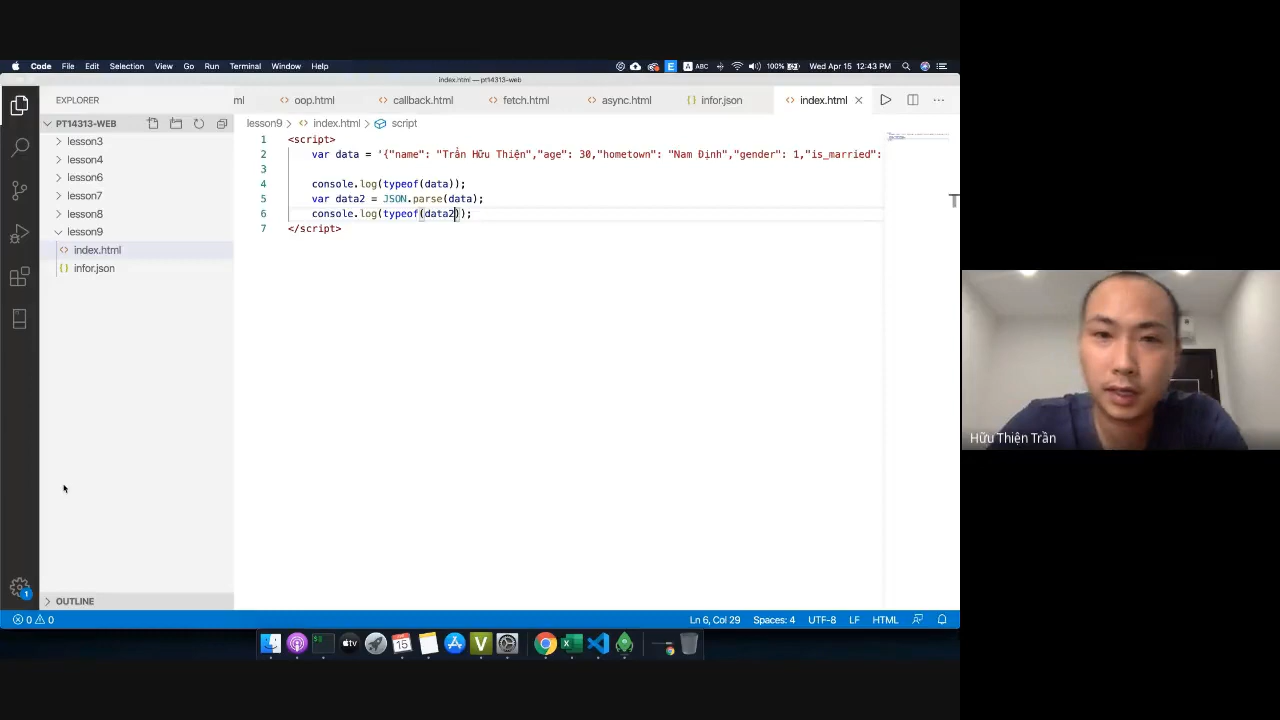 Code File Edit Selection View Go Run Terminal Window Help
A ABC 100% Wed Apr 15 12:43 PM
index.html — pt14313-web
EXPLORER
ml oop.html callback.html fetch.html async.html infor.json index.html
PT14313-WEB
lesson9 > index.html > script
lesson3
lesson4
lesson6
lesson7
lesson8
lesson9
index.html
infor.json
1 <script>
2 var data = '{"name": "Trần Hữu Thiện","age": 30,"hometown": "Nam Định","gender": 1,"is_married":
3
4 console.log(typeof(data));
5 var data2 = JSON.parse(data);
6 console.log(typeof(data2));
7 </script>
T
Hữu Thiện Trần
1
OUTLINE
0 0 Ln 6, Col 29 Spaces: 4 UTF-8 LF HTML
tv 15 V